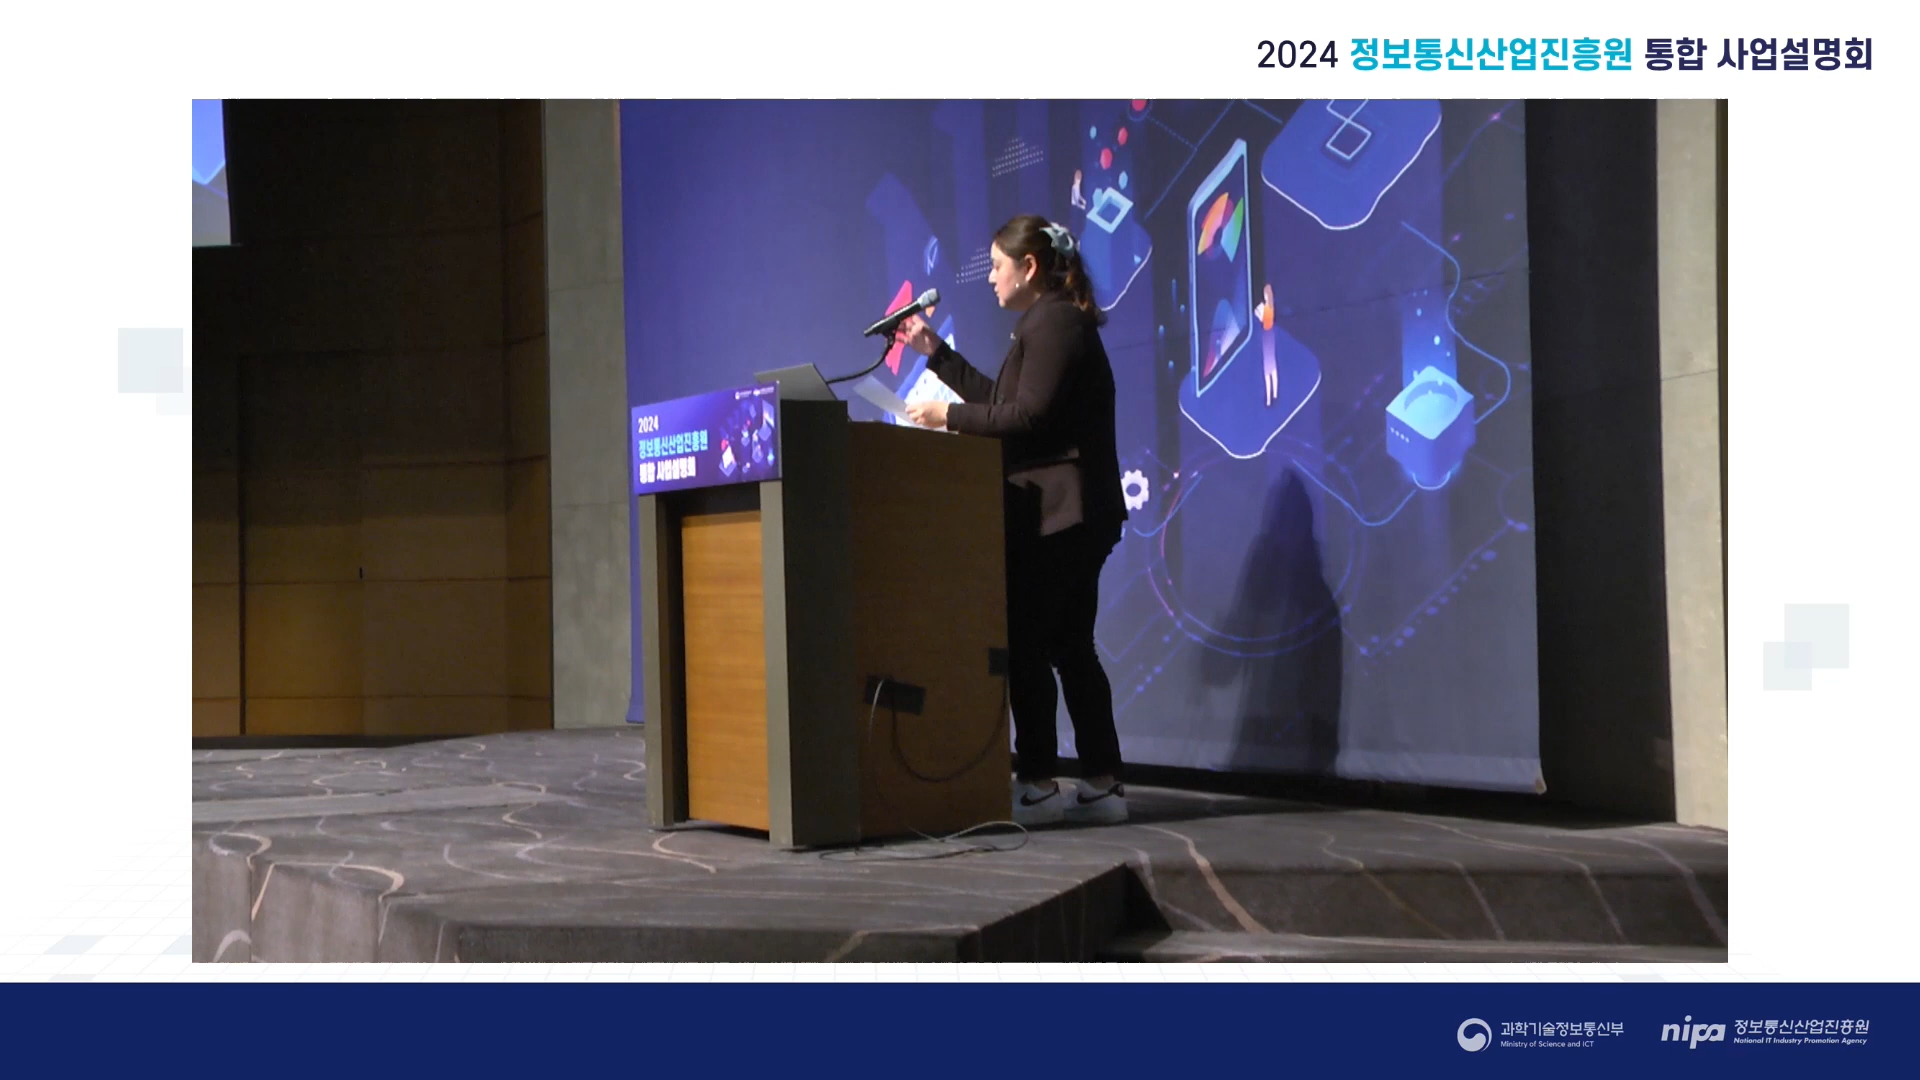 2024 정보통신산업진흥원 통합 사업설명회
2024
정보통신산업진흥원
통합 사업설명회
과학기술정보통신부
Ministry of Science and ICT
nipa 정보통신산업진흥원
National IT Industry Promotion Agency